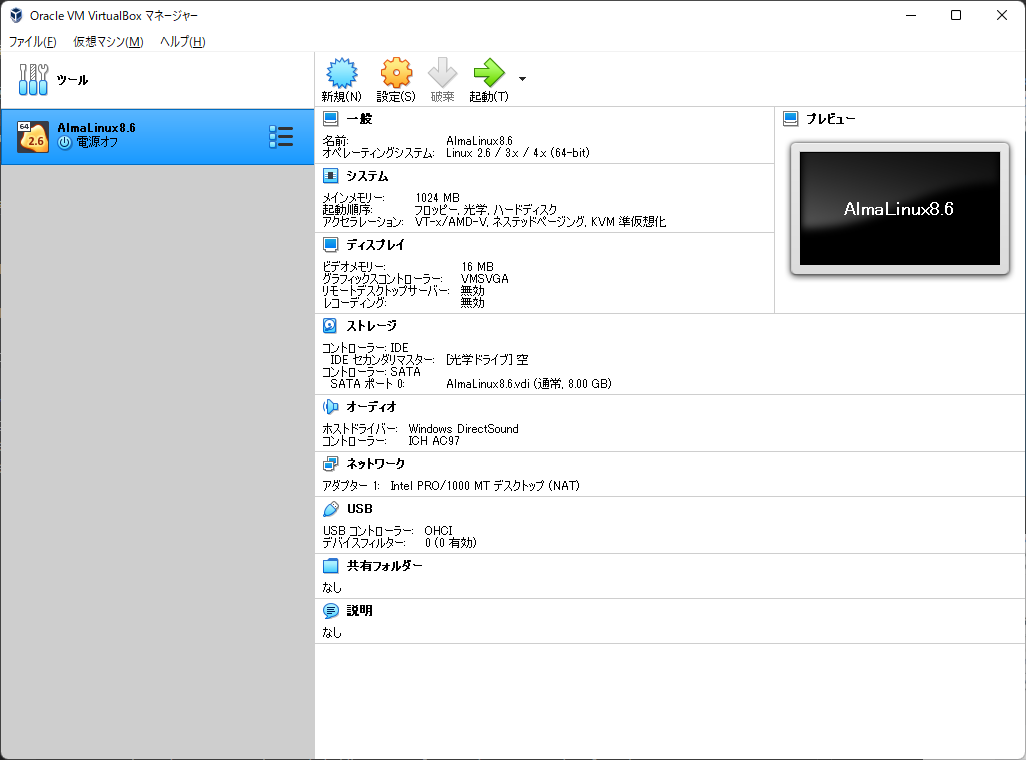 Oracle VM VirtualBox マネージャー
ファイル(F) 仮想マシン(M) ヘルプ(H)
ツール
64
2.6
AlmaLinux8.6
電源オフ
新規(N) 設定(S) 破棄 起動(T)
一般
名前: AlmaLinux8.6
オペレーティングシステム: Linux 2.6 / 3.x / 4.x (64-bit)
システム
メインメモリー: 1024 MB
起動順序: フロッピー, 光学, ハードディスク
アクセラレーション: VT-x/AMD-V, ネステッドページング, KVM 準仮想化
ディスプレイ
ビデオメモリー: 16 MB
グラフィックスコントローラー: VMSVGA
リモートデスクトップサーバー: 無効
レコーディング: 無効
プレビュー
AlmaLinux8.6
ストレージ
コントローラー: IDE
IDE セカンダリマスター: [光学ドライブ] 空
コントローラー: SATA
SATA ポート 0: AlmaLinux8.6.vdi (通常, 8.00 GB)
オーディオ
ホストドライバー: Windows DirectSound
コントローラー: ICH AC97
ネットワーク
アダプター 1: Intel PRO/1000 MT デスクトップ (NAT)
USB
USB コントローラー: OHCI
デバイスフィルター: 0 (0 有効)
共有フォルダー
なし
説明
なし